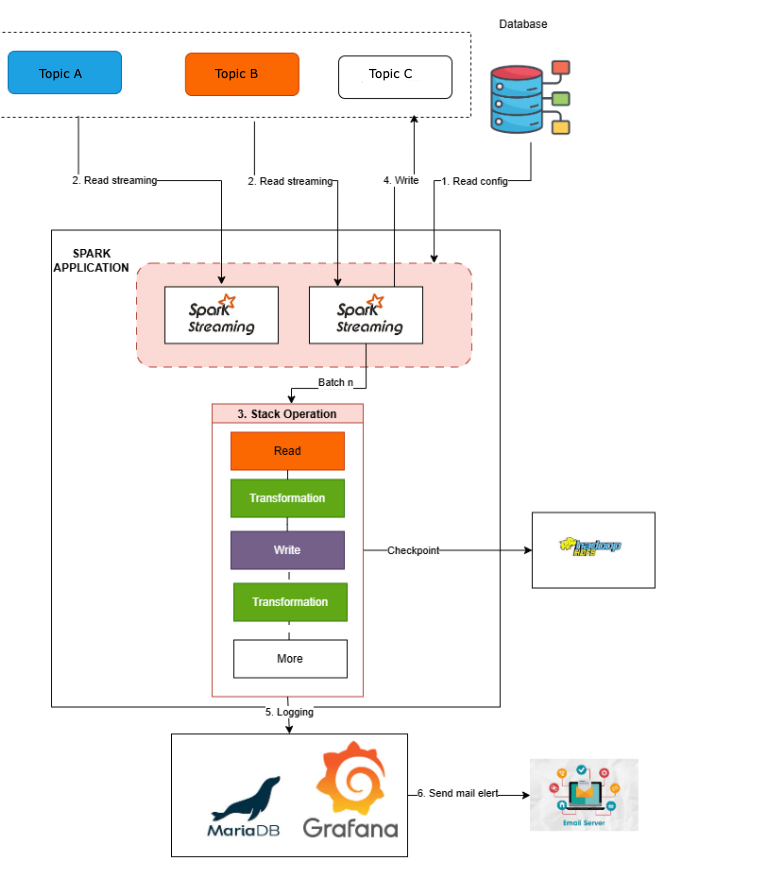 Database
Topic A
Topic B
Topic C
2. Read streaming
2. Read streaming
4. Write
1. Read config
SPARK
APPLICATION
Spark
Streaming
Spark
Streaming
Batch n
3. Stack Operation
Read
Transformation
Write
Transformation
More
Checkpoint
hadoop
HDFS
5. Logging
MariaDB
Grafana
6. Send mail elert
Email Server